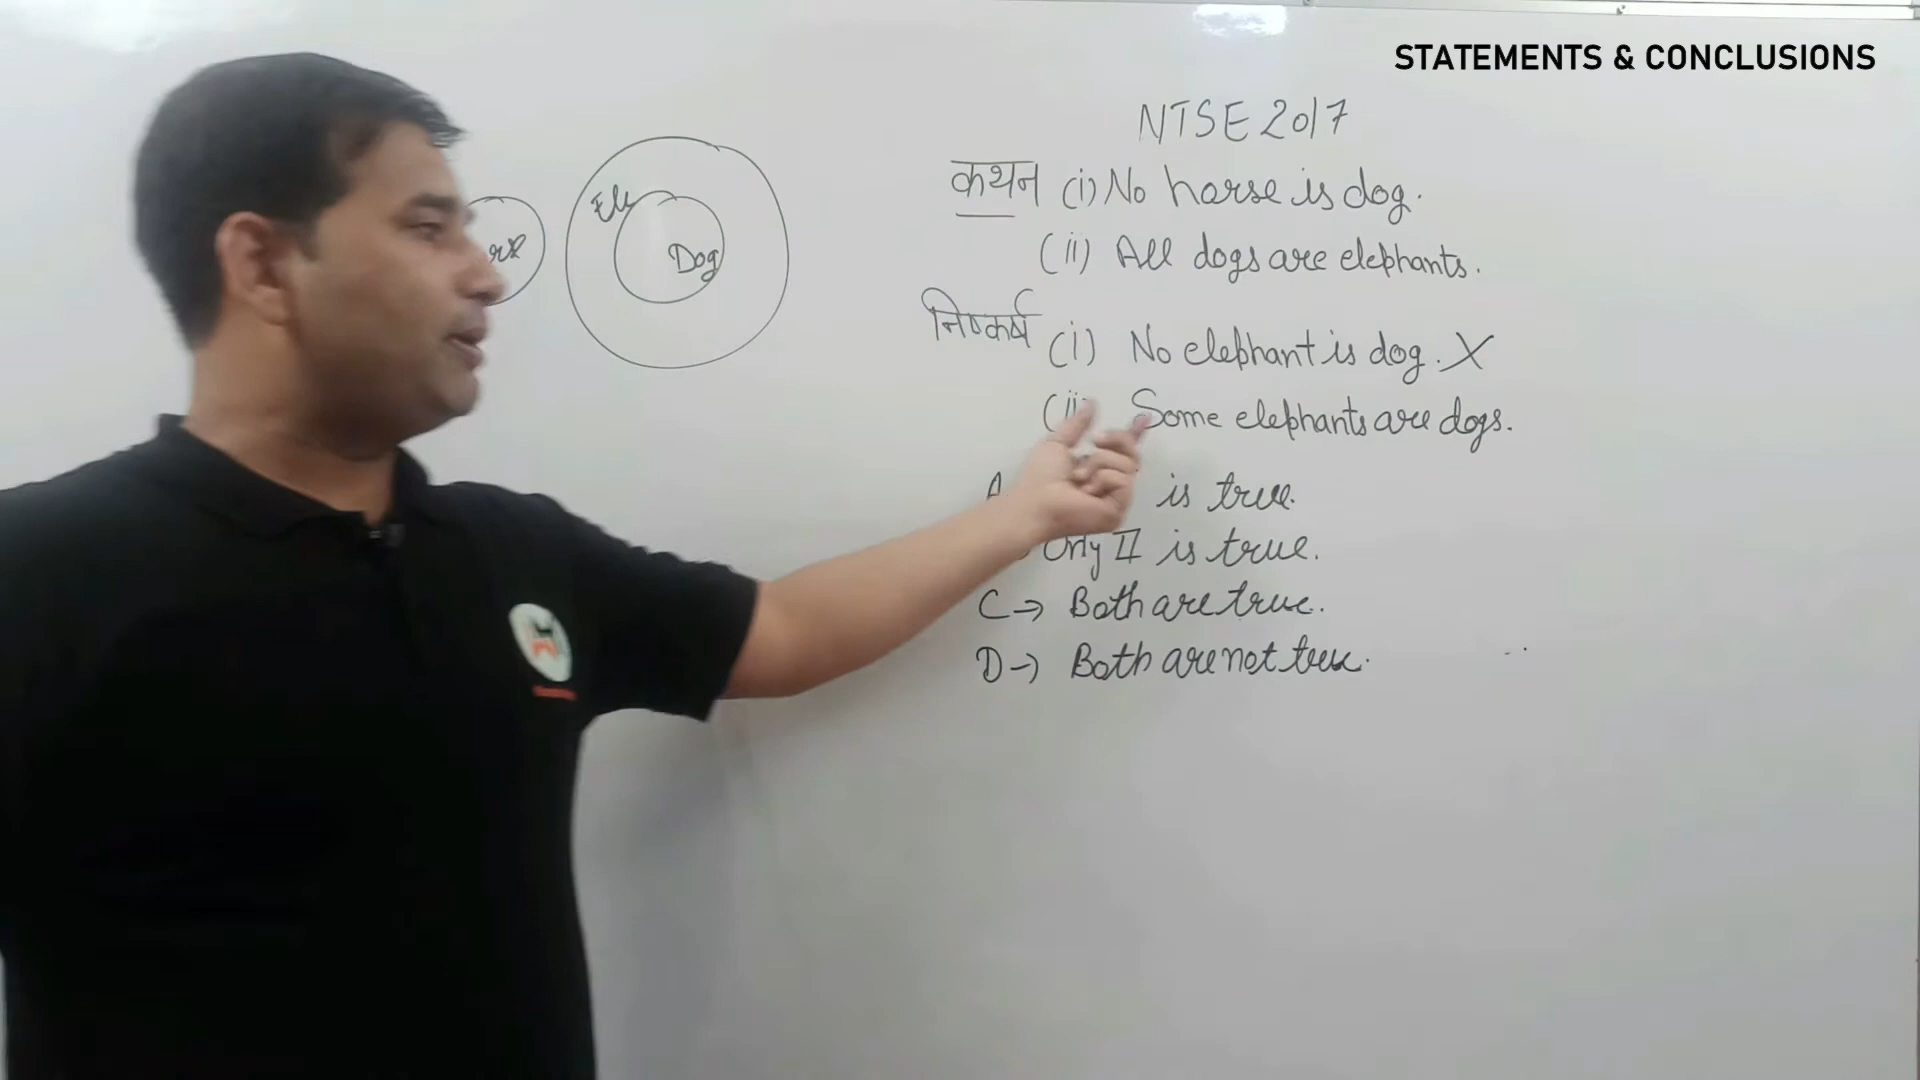 STATEMENTS & CONCLUSIONS
NTSE 2017
कथन (i) No horse is dog.
(ii) All dogs are elephants.
निष्कर्ष (i) No elephant is dog. X
(ii) Some elephants are dogs.
A is true.
Only II is true.
C → Both are true.
D → Both are not true.
Ele
Dog